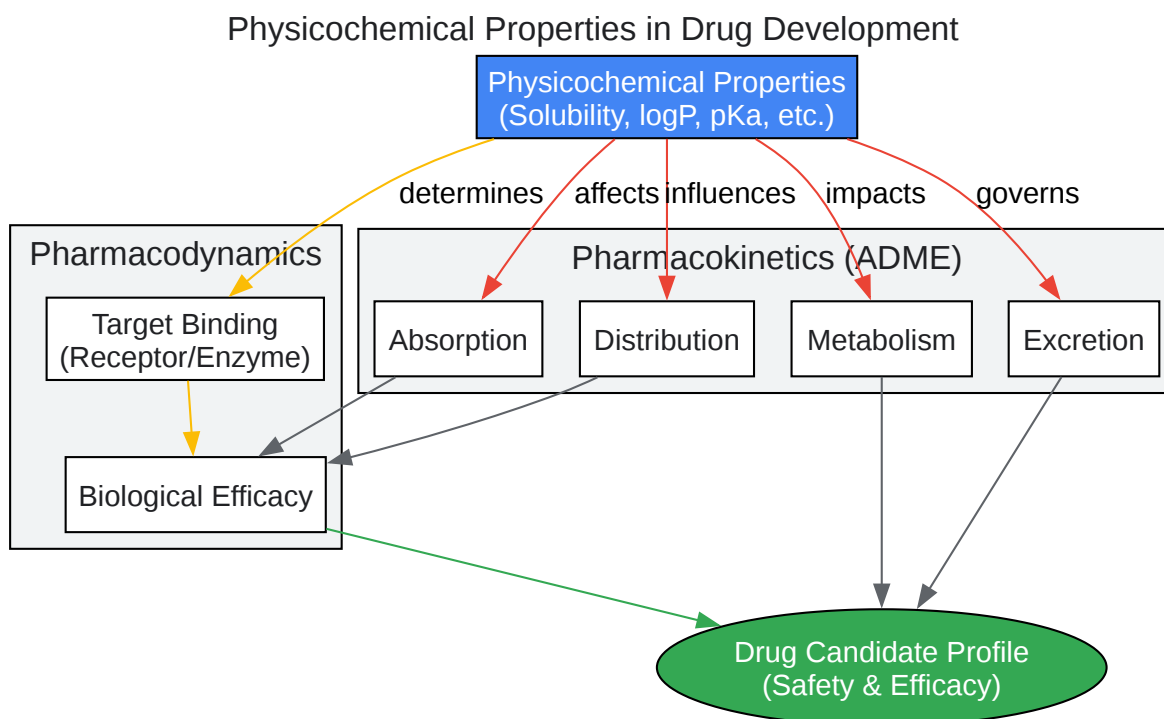 Physicochemical Properties in Drug Development
Physicochemical Properties
(Solubility, logP, pKa, etc.)
determines
affects
influences
impacts
governs
Pharmacodynamics
Pharmacokinetics (ADME)
Target Binding
(Receptor/Enzyme)
Absorption
Distribution
Metabolism
Excretion
Biological Efficacy
Drug Candidate Profile
(Safety & Efficacy)